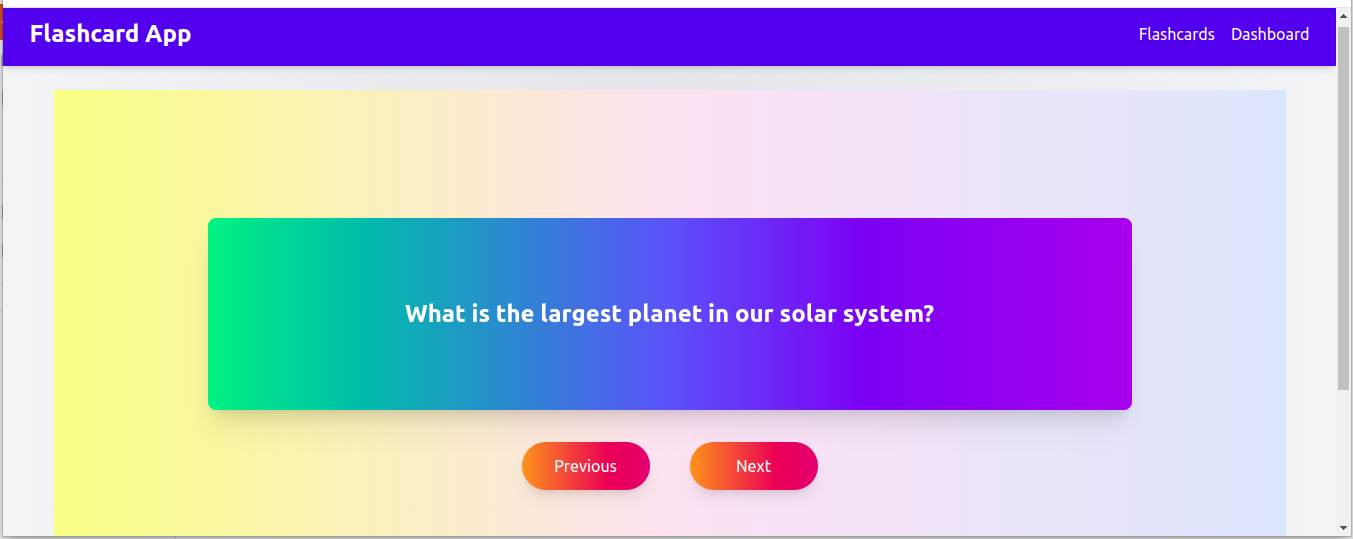 Flashcard App
Flashcards Dashboard
What is the largest planet in our solar system?
Previous Next